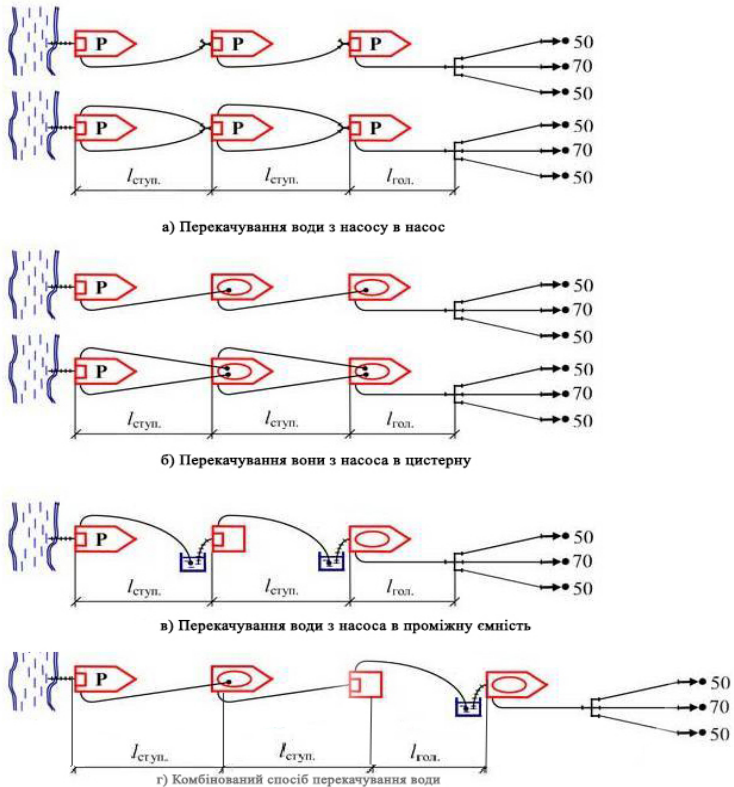 Р Р Р 50
70
50
Р Р Р 50
70
50
lступ. lступ. lгол.
а) Перекачування води з насосу в насос
Р 50
70
50
Р 50
70
50
lступ. lступ. lгол.
б) Перекачування вони з насоса в цистерну
Р 50
70
50
lступ. lступ. lгол.
в) Перекачування води з насоса в проміжну ємність
Р 50
70
50
lступ. lступ. lгол.
г) Комбінований спосіб перекачування води